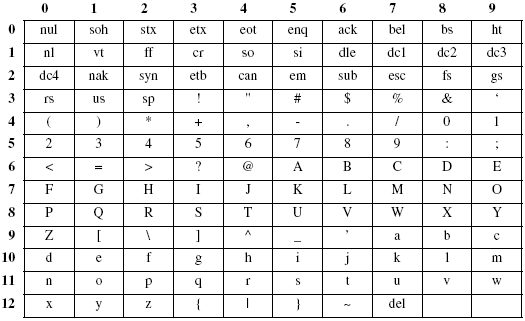 0 1 2 3 4 5 6 7 8 9
0 nul soh stx etx eot enq ack bel bs ht
1 nl vt ff cr so si dle dc1 dc2 dc3
2 dc4 nak syn etb can em sub esc fs gs
3 rs us sp ! " # $ % & ‘
4 ( ) * + , - . / 0 1
5 2 3 4 5 6 7 8 9 : ;
6 < = > ? @ A B C D E
7 F G H I J K L M N O
8 P Q R S T U V W X Y
9 Z [ \ ] ^ _ ’ a b c
10 d e f g h i j k l m
11 n o p q r s t u v w
12 x y z { | } ~ del